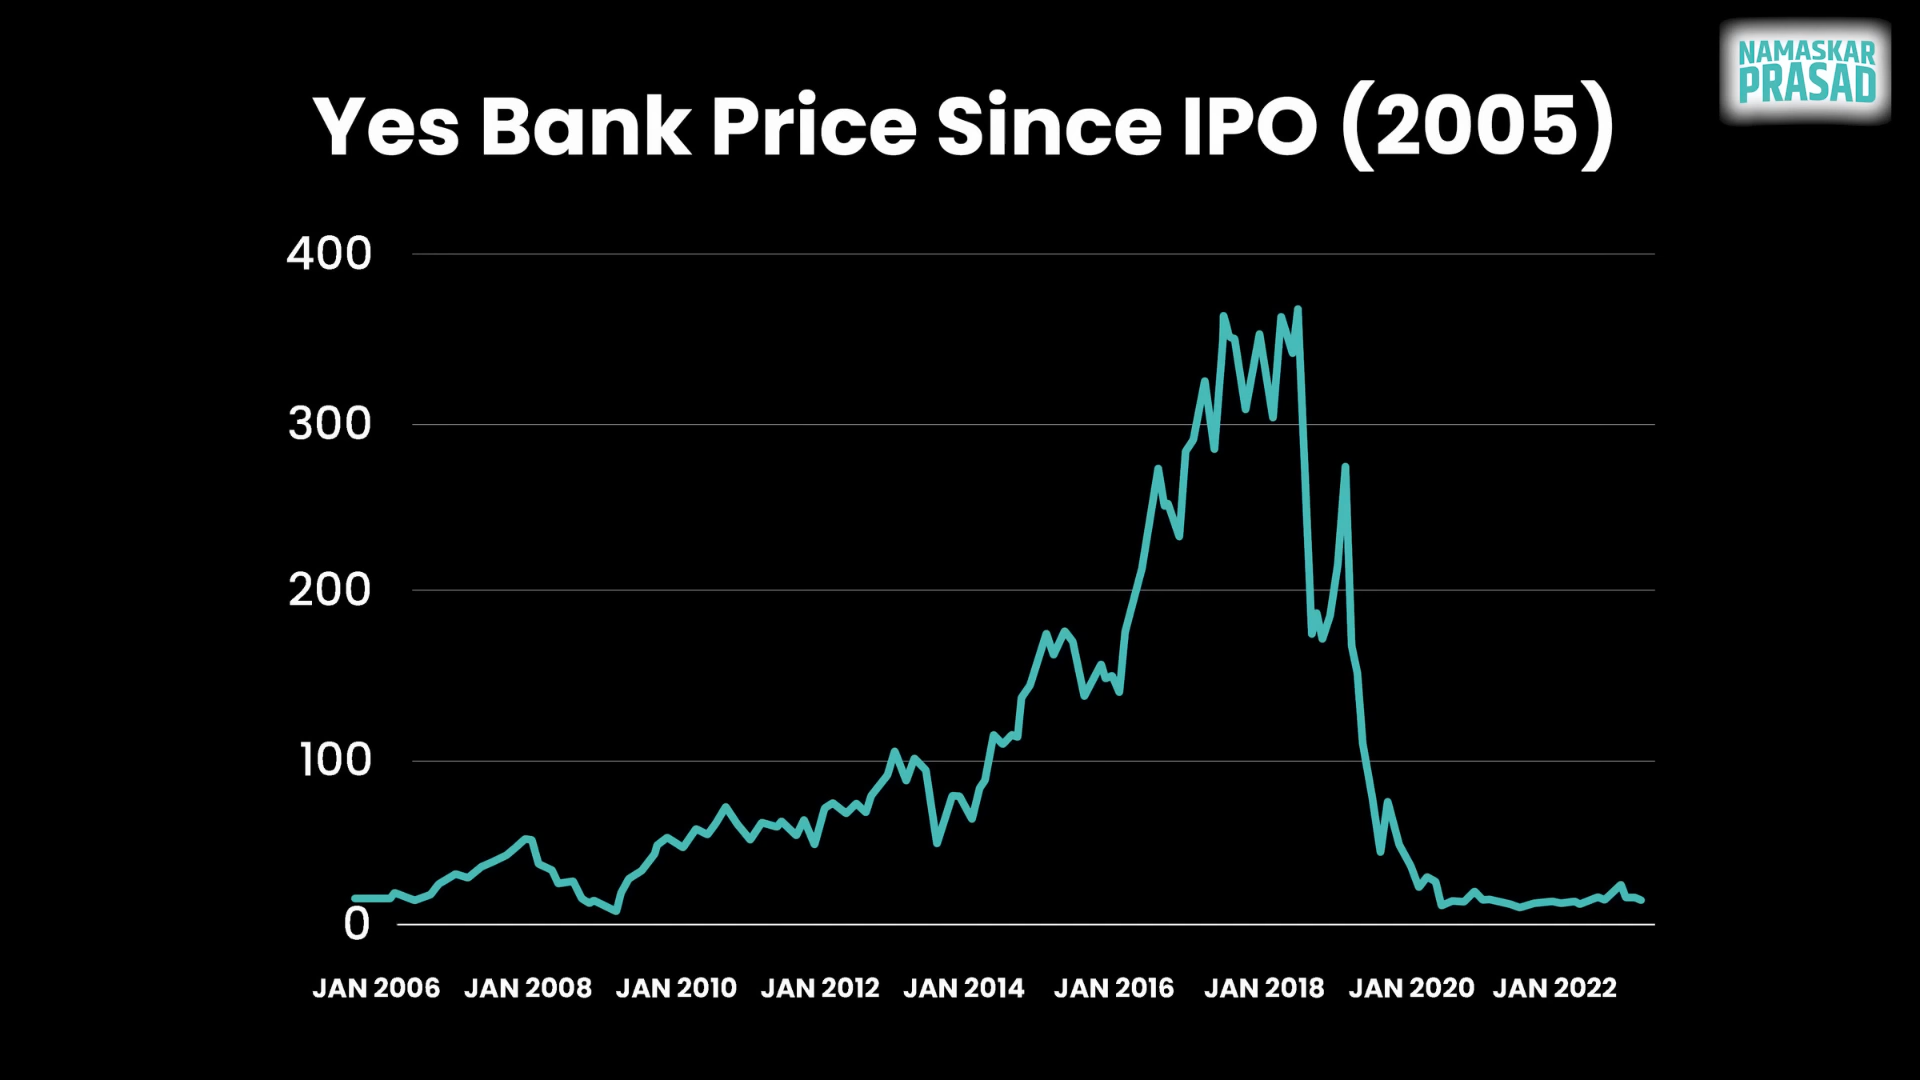 NAMASKAR
PRASAD
Yes Bank Price Since IPO (2005)
400
300
200
100
0
JAN 2006 JAN 2008 JAN 2010 JAN 2012 JAN 2014 JAN 2016 JAN 2018 JAN 2020 JAN 2022